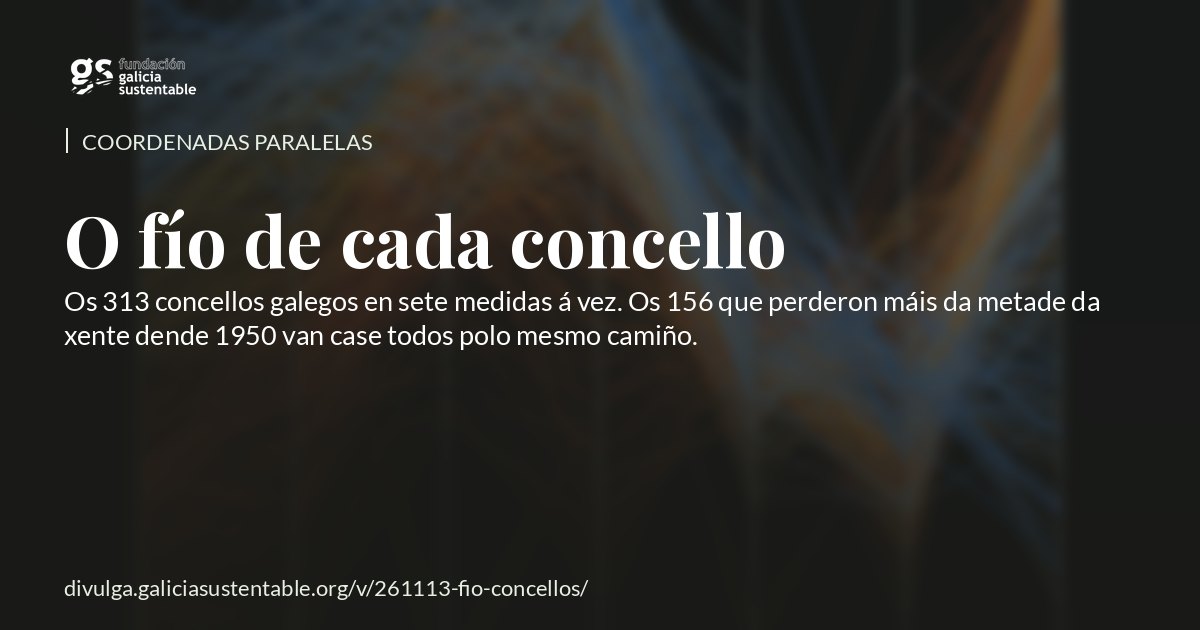 gs fundación
galicia
sustentable
COORDENADAS PARALELAS
O fío de cada concello
Os 313 concellos galegos en sete medidas á vez. Os 156 que perderon máis da metade da
xente dende 1950 van case todos polo mesmo camiño.
divulga.galiciasustentable.org/v/261113-fio-concellos/